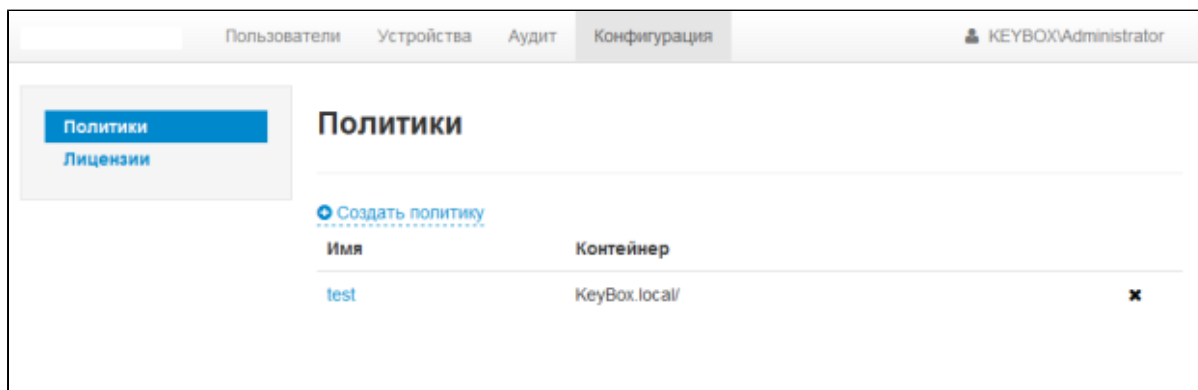 Пользователи Устройства Аудит Конфигурация KEYBOX\Administrator
Политики
Лицензии
Политики
Создать политику
Имя Контейнер
test KeyBox.local/